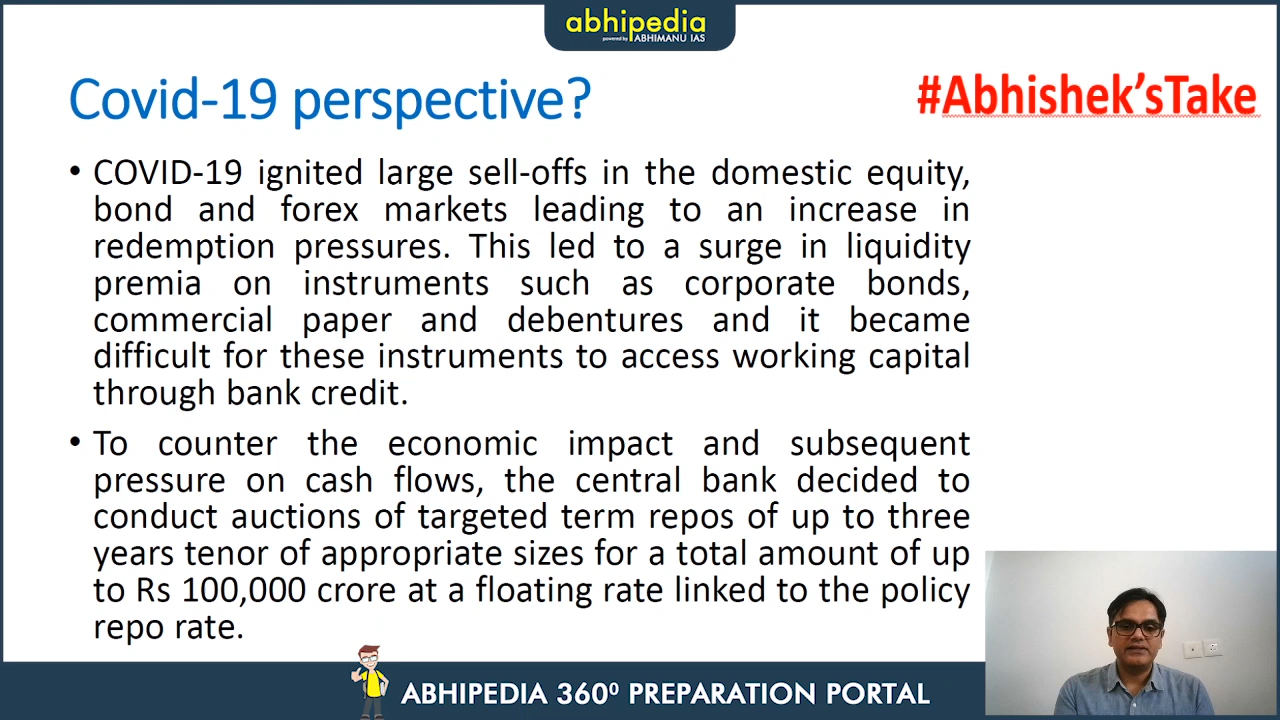 abhipedia
powered by ABHIMANU IAS
Covid-19 perspective?
#Abhishek'sTake
• COVID-19 ignited large sell-offs in the domestic equity,
bond and forex markets leading to an increase in
redemption pressures. This led to a surge in liquidity
premia on instruments such as corporate bonds,
commercial paper and debentures and it became
difficult for these instruments to access working capital
through bank credit.
• To counter the economic impact and subsequent
pressure on cash flows, the central bank decided to
conduct auctions of targeted term repos of up to three
years tenor of appropriate sizes for a total amount of up
to Rs 100,000 crore at a floating rate linked to the policy
repo rate.
ABHIPEDIA 360⁰ PREPARATION PORTAL